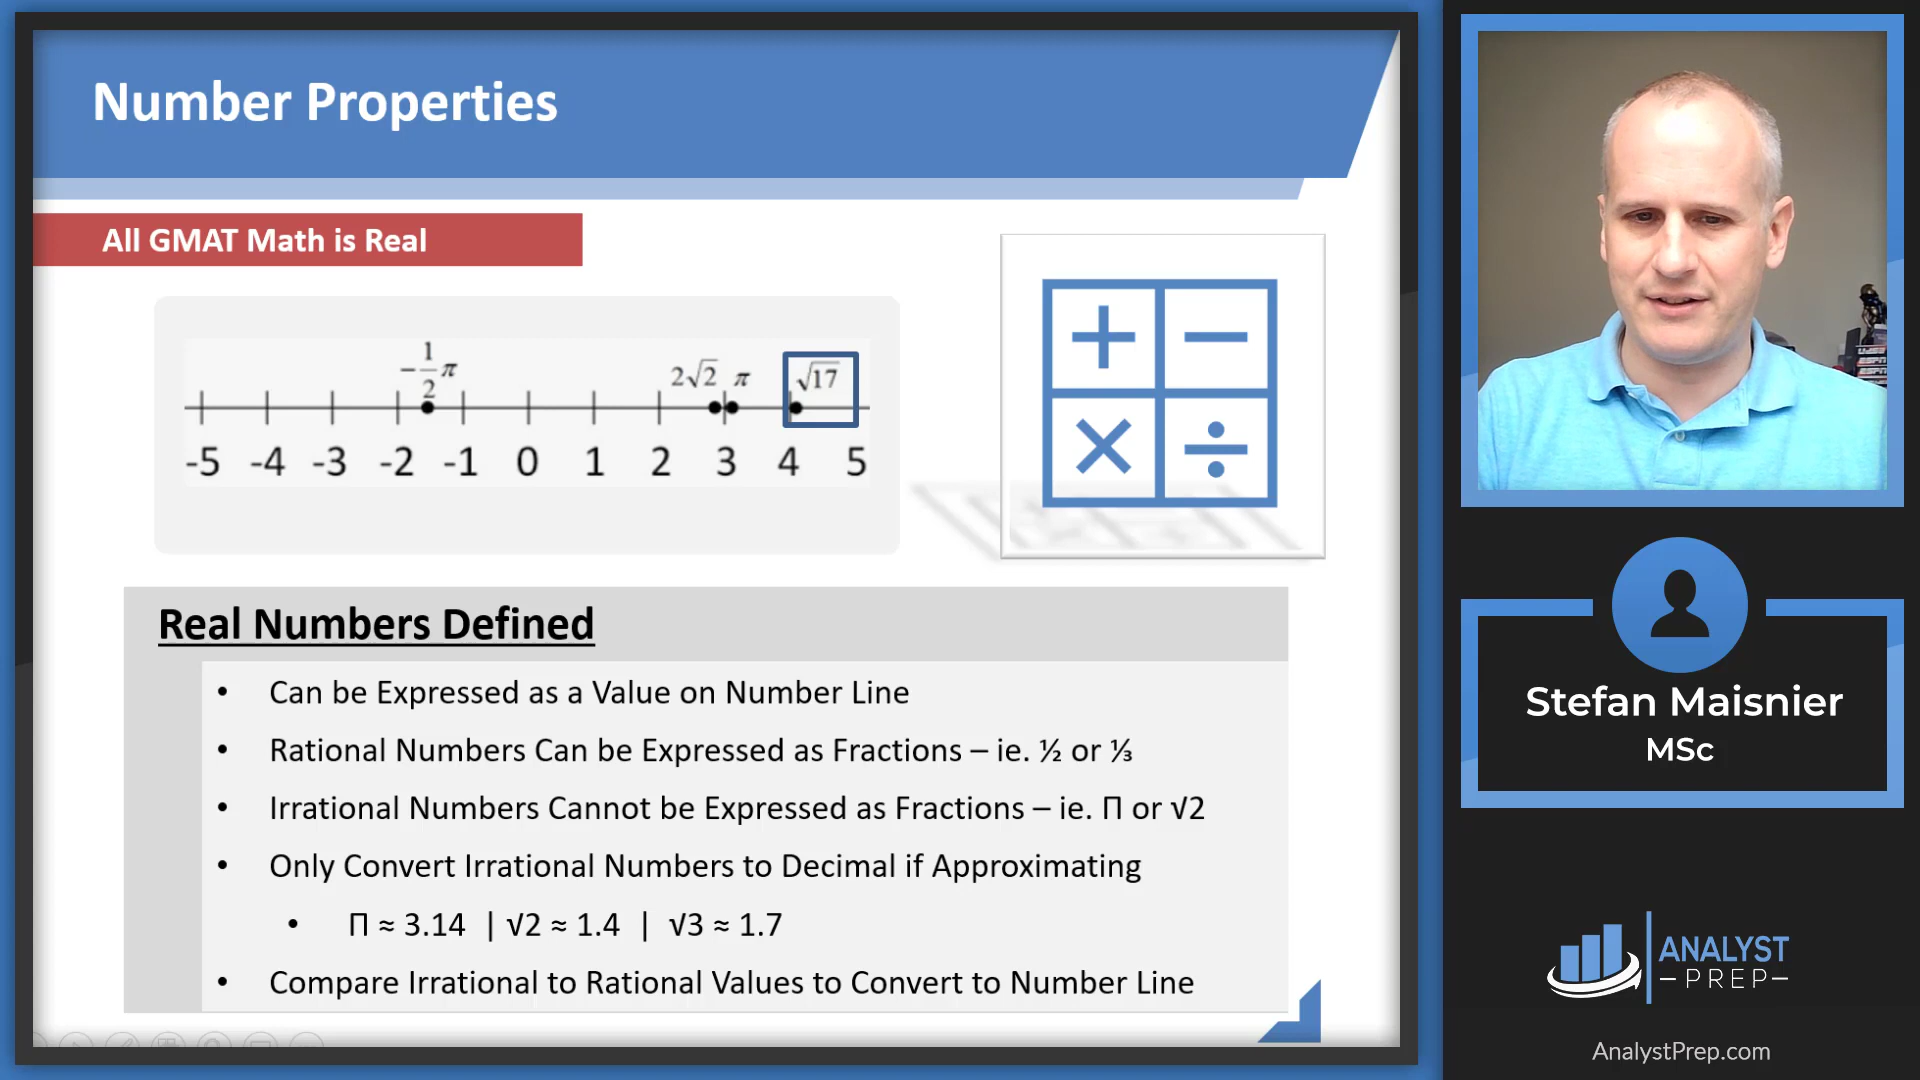 Number Properties
All GMAT Math is Real
-1/2 π
2√2 π √17
-5 -4 -3 -2 -1 0 1 2 3 4 5
+ −
× ÷
Real Numbers Defined
• Can be Expressed as a Value on Number Line
• Rational Numbers Can be Expressed as Fractions – ie. ½ or ⅓
• Irrational Numbers Cannot be Expressed as Fractions – ie. Π or √2
• Only Convert Irrational Numbers to Decimal if Approximating
• Π ≈ 3.14 | √2 ≈ 1.4 | √3 ≈ 1.7
• Compare Irrational to Rational Values to Convert to Number Line
Stefan Maisnier
MSc
ANALYST
PREP
AnalystPrep.com